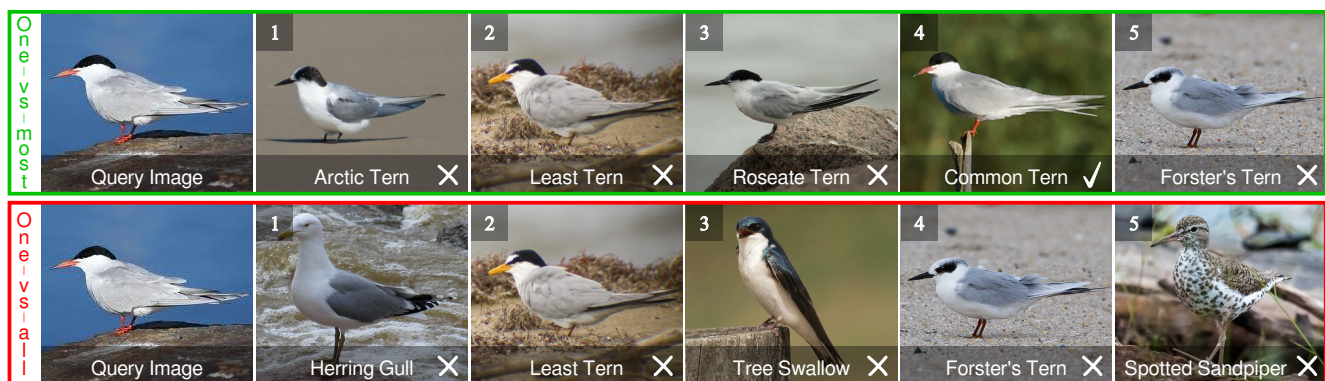 One-vs-most
1
2
3
4
5
Query Image
Arctic Tern ✕
Least Tern ✕
Roseate Tern ✕
Common Tern ✓
Forster's Tern ✕
One-vs-all
1
2
3
4
5
Query Image
Herring Gull ✕
Least Tern ✕
Tree Swallow ✕
Forster's Tern ✕
Spotted Sandpiper ✕